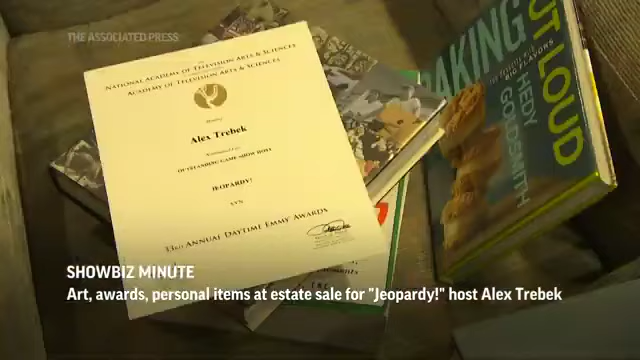 THE ASSOCIATED PRESS
NATIONAL ACADEMY OF TELEVISION ARTS & SCIENCES
ACADEMY OF TELEVISION ARTS & SCIENCES
Alex Trebek
OUTSTANDING GAME SHOW HOST
JEOPARDY!
SYN
33RD ANNUAL DAYTIME EMMY AWARDS
BAKING
OUT LOUD
BIG FLAVORS
HEDY
GOLDSMITH
SHOWBIZ MINUTE
Art, awards, personal items at estate sale for "Jeopardy!" host Alex Trebek